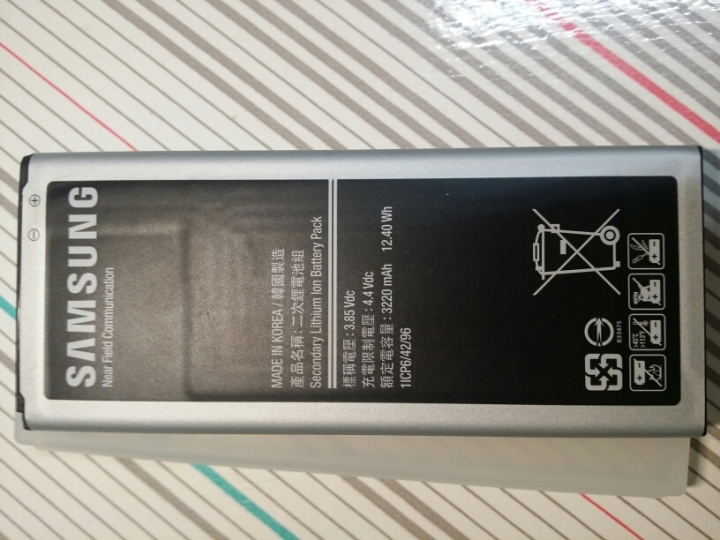 SAMSUNG
Near Field Communication
MADE IN KOREA / 韓國製造
產品名稱 : 二次鋰電池組
Secondary Lithium Ion Battery Pack
標稱電壓 : 3.85 Vdc
充電限制電壓 : 4.4 Vdc
額定電容量 : 3220 mAh 12.40 Wh
1ICP6/42/96
R33475